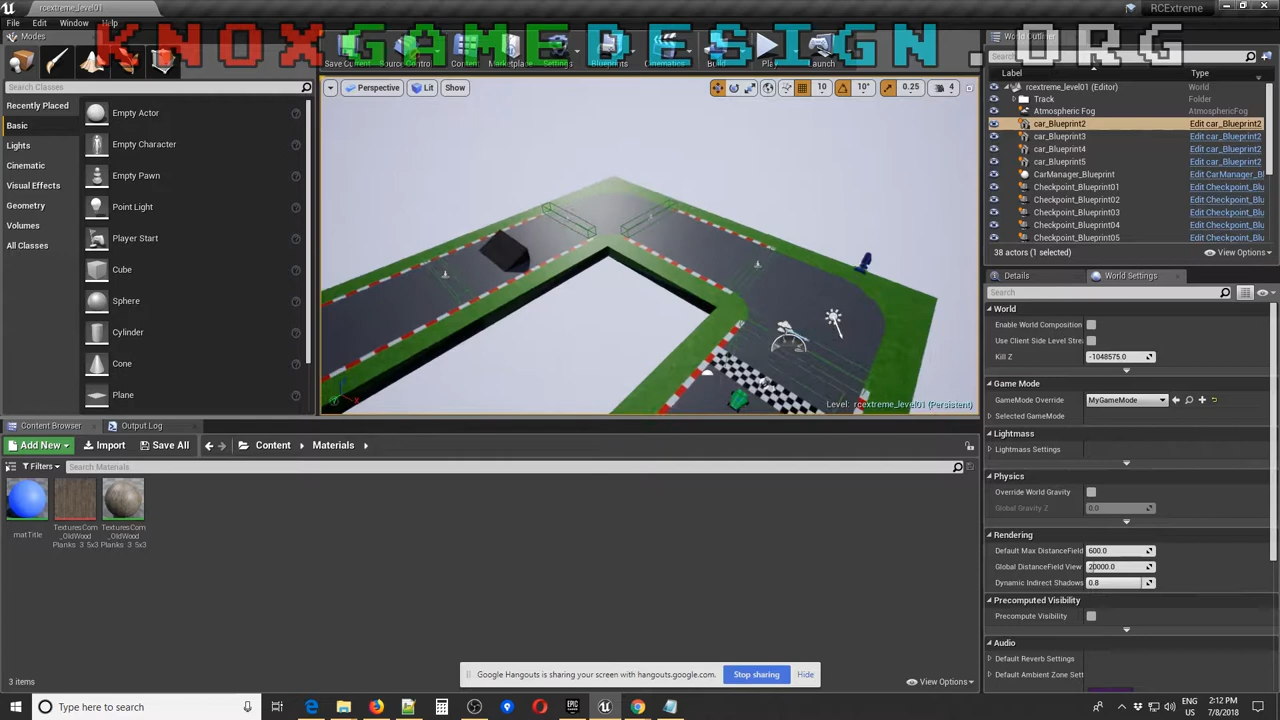 rcextreme_level01
RCExtreme
File Edit Window Help
KNOXGAMEDESIGN.ORG
Modes
World Outliner
Save Current Source Control Content Marketplace Settings Blueprints Cinematics Build Play Launch
Search Classes
Perspective Lit Show
10 10° 0.25 4
Label Type
Recently Placed
Basic
Lights
Cinematic
Visual Effects
Geometry
Volumes
All Classes
Empty Actor
Empty Character
Empty Pawn
Point Light
Player Start
Cube
Sphere
Cylinder
Cone
Plane
Level: rcextreme_level01 (Persistent)
rcextreme_level01 (Editor) World
Track Folder
Atmospheric Fog AtmosphericFog
car_Blueprint2 Edit car_Blueprint2
car_Blueprint3 Edit car_Blueprint2
car_Blueprint4 Edit car_Blueprint2
car_Blueprint5 Edit car_Blueprint2
CarManager_Blueprint Edit CarManager_Bl
Checkpoint_Blueprint01 Edit Checkpoint_Blu
Checkpoint_Blueprint02 Edit Checkpoint_Blu
Checkpoint_Blueprint03 Edit Checkpoint_Blu
Checkpoint_Blueprint04 Edit Checkpoint_Blu
Checkpoint_Blueprint05 Edit Checkpoint_Blu
38 actors (1 selected) View Options
Details World Settings
Search
World
Enable World Composition
Use Client Side Level Stre
Kill Z -1048575.0
Game Mode
GameMode Override MyGameMode
Selected GameMode
Lightmass
Lightmass Settings
Physics
Override World Gravity
Global Gravity Z 0.0
Rendering
Default Max DistanceField 600.0
Global DistanceField View 20000.0
Dynamic Indirect Shadows 0.8
Precomputed Visibility
Precompute Visibility
Audio
Default Reverb Settings
Default Ambient Zone Sett
Content Browser Output Log
Add New Import Save All Content Materials
Filters Search Materials
matTitle
TexturesCom
_OldWood
Planks_3_5x3
TexturesCom
_OldWood
Planks_3_5x3
Google Hangouts is sharing your screen with hangouts.google.com. Stop sharing Hide
3 items View Options
Type here to search
ENG
US
2:12 PM
7/8/2018